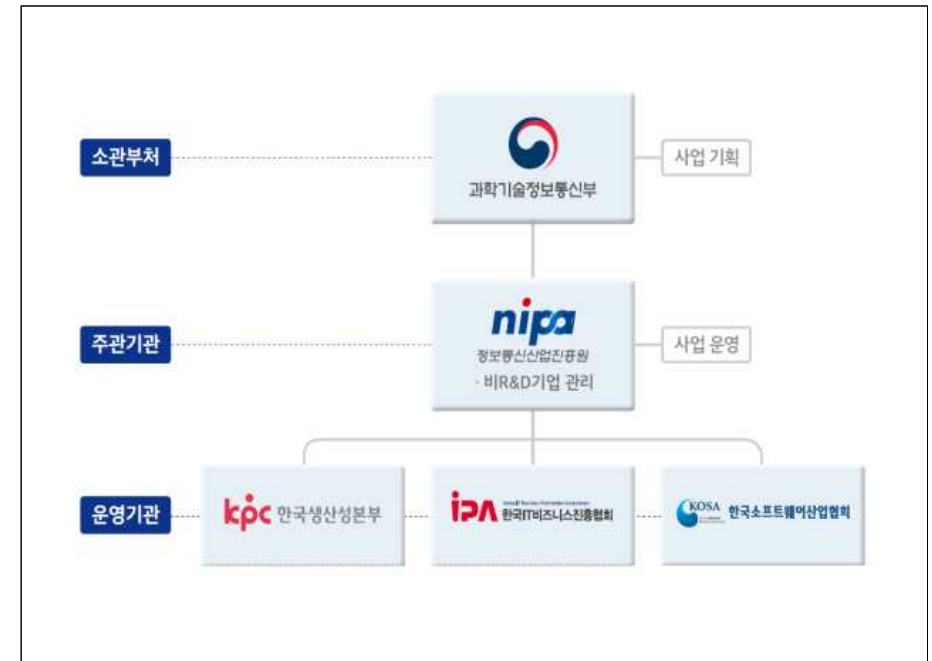 소관부처
과학기술정보통신부
사업 기획
주관기관
nipa
정보통신산업진흥원
· 비R&D기업 관리
사업 운영
운영기관
kpc 한국생산성본부
iPA 한국IT비즈니스진흥협회
KOSA 한국소프트웨어산업협회